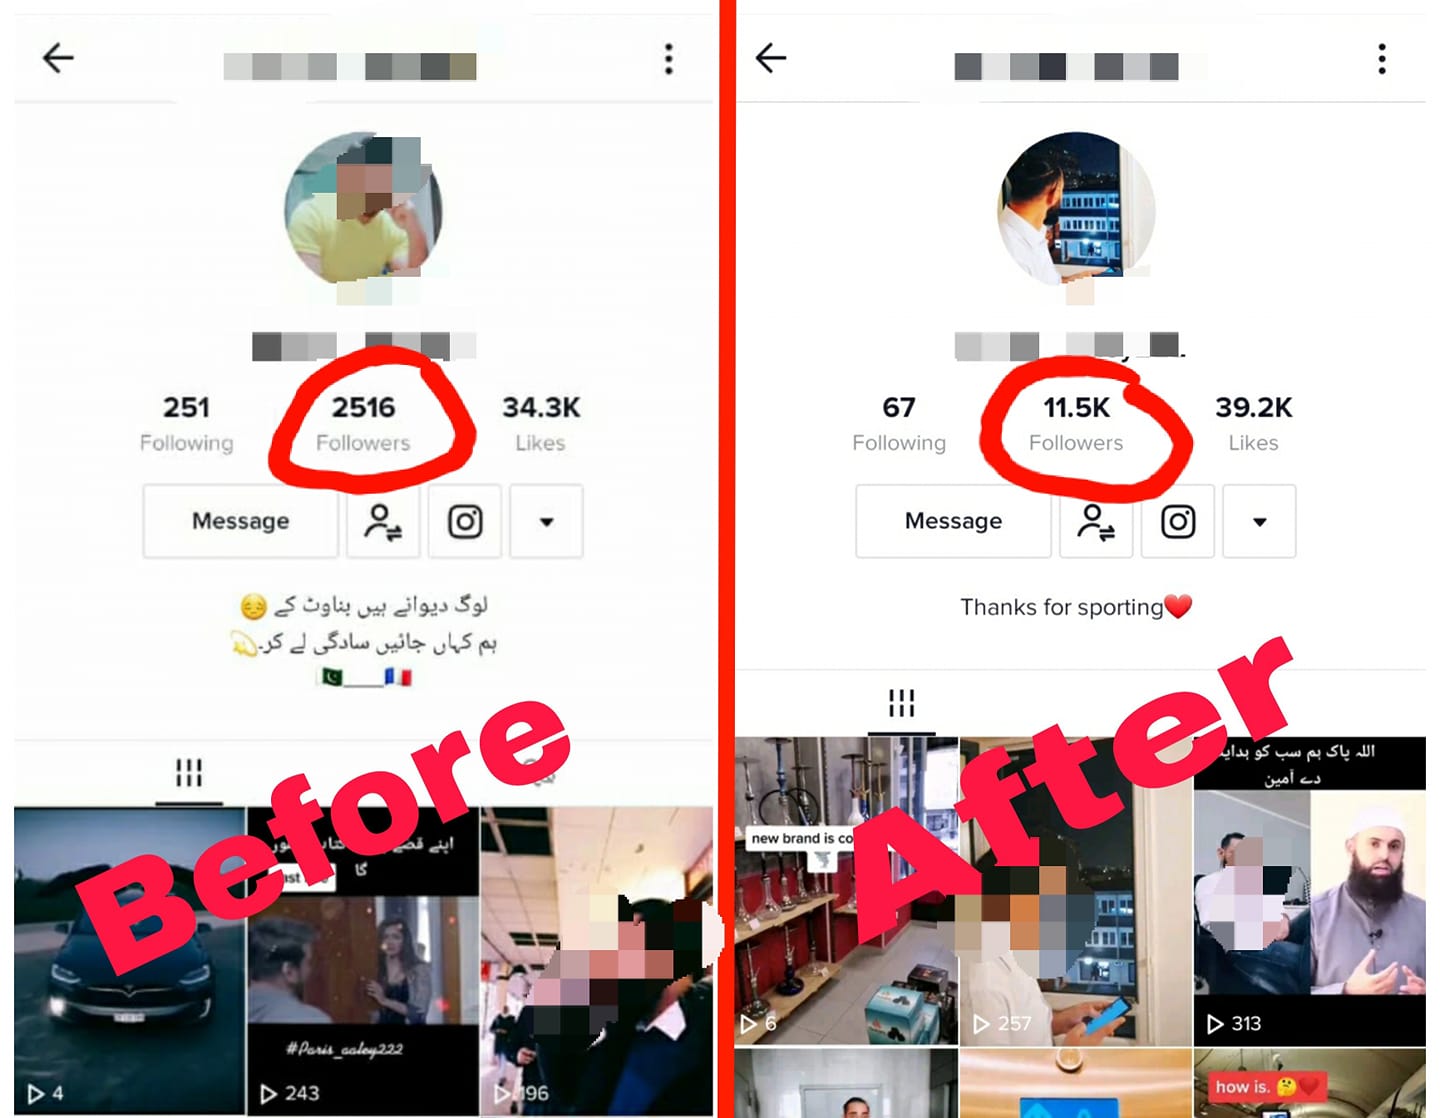 251
Following
2516
Followers
34.3K
Likes
Message
لوگ دیوانے ہیں بناوٹ کے 😔
ہم کہاں جائیں سادگی لے کر۔💫
🇵🇰____🇫🇷
Before
اپنے
گا
#Paris_aaley222
4
243
196
67
Following
11.5K
Followers
39.2K
Likes
Message
Thanks for sporting❤️
After
new brand is co
اللہ پاک ہم سب کو ہدایت
دے آمین
6
257
313
how is. 🤔❤️